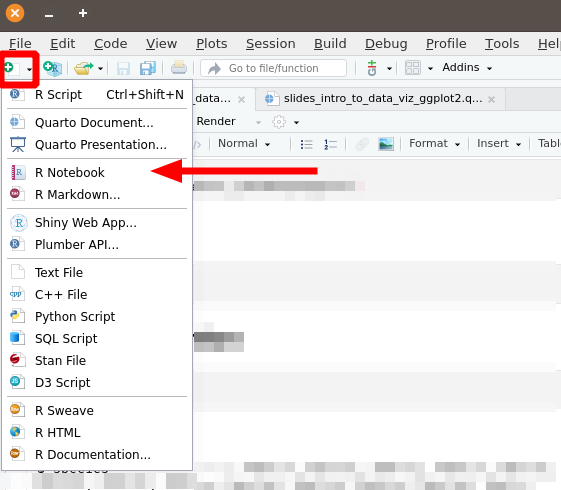 File Edit Code View Plots Session Build Debug Profile Tools Help
Go to file/function Addins
R Script Ctrl+Shift+N
_data... slides_intro_to_data_viz_ggplot2.q...
Quarto Document...
Render
Quarto Presentation...
Normal Format Insert Table
R Notebook
R Markdown...
Shiny Web App...
Plumber API...
Text File
C++ File
Python Script
SQL Script
Stan File
D3 Script
R Sweave
R HTML
R Documentation...